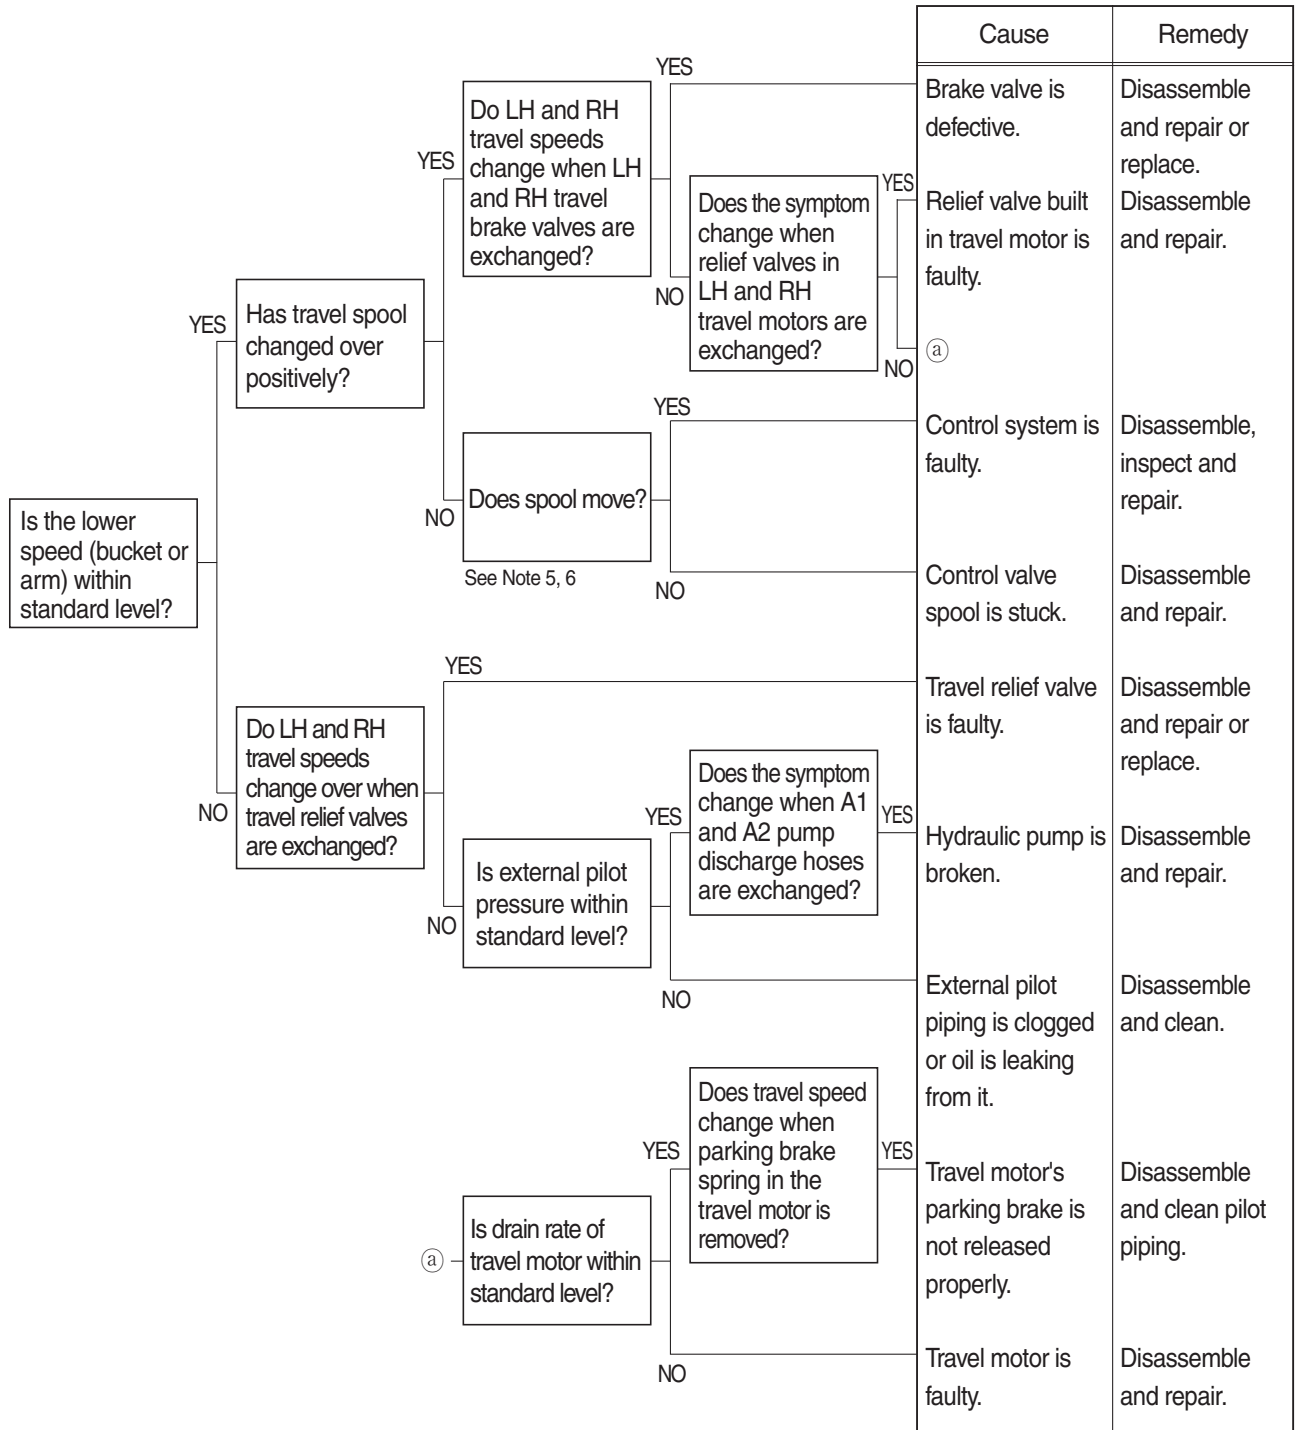 Cause
Remedy
YES
Do LH and RH
travel speeds
change when LH
and RH travel
brake valves are
exchanged?
Brake valve is
defective.
Disassemble
and repair or
replace.
YES
YES
Does the symptom
change when
relief valves in
LH and RH
travel motors are
exchanged?
Relief valve built
in travel motor is
faulty.
Disassemble
and repair.
NO
YES
Has travel spool
changed over
positively?
ⓐ
NO
YES
Control system is
faulty.
Disassemble,
inspect and
repair.
Does spool move?
NO
See Note 5, 6
NO
Control valve
spool is stuck.
Disassemble
and repair.
Is the lower
speed (bucket or
arm) within
standard level?
YES
Travel relief valve
is faulty.
Disassemble
and repair or
replace.
Do LH and RH
travel speeds
change over when
travel relief valves
are exchanged?
NO
YES
Does the symptom
change when A1
and A2 pump
discharge hoses
are exchanged?
YES
Hydraulic pump is
broken.
Disassemble
and repair.
Is external pilot
pressure within
standard level?
NO
NO
External pilot
piping is clogged
or oil is leaking
from it.
Disassemble
and clean.
Does travel speed
change when
parking brake
spring in the
travel motor is
removed?
YES
YES
Travel motor's
parking brake is
not released
properly.
Disassemble
and clean pilot
piping.
ⓐ
Is drain rate of
travel motor within
standard level?
NO
Travel motor is
faulty.
Disassemble
and repair.